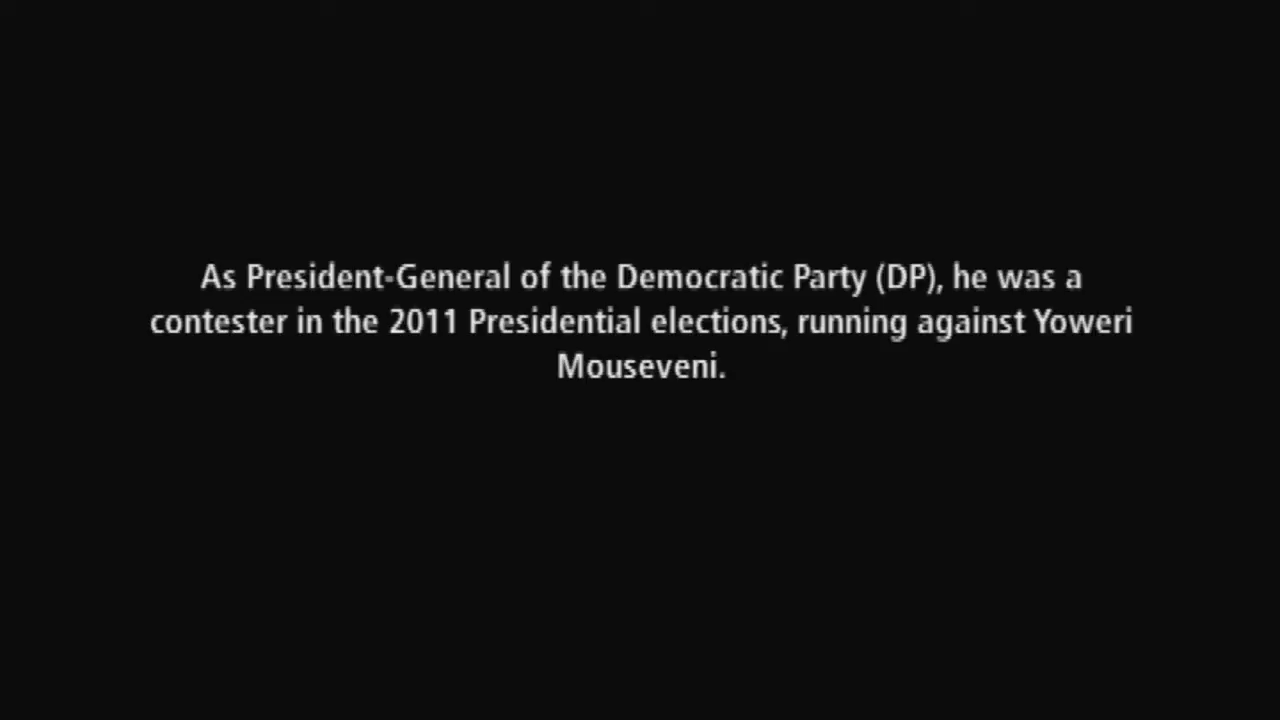 As President-General of the Democratic Party (DP), he was a
contester in the 2011 Presidential elections, running against Yoweri
Mouseveni.